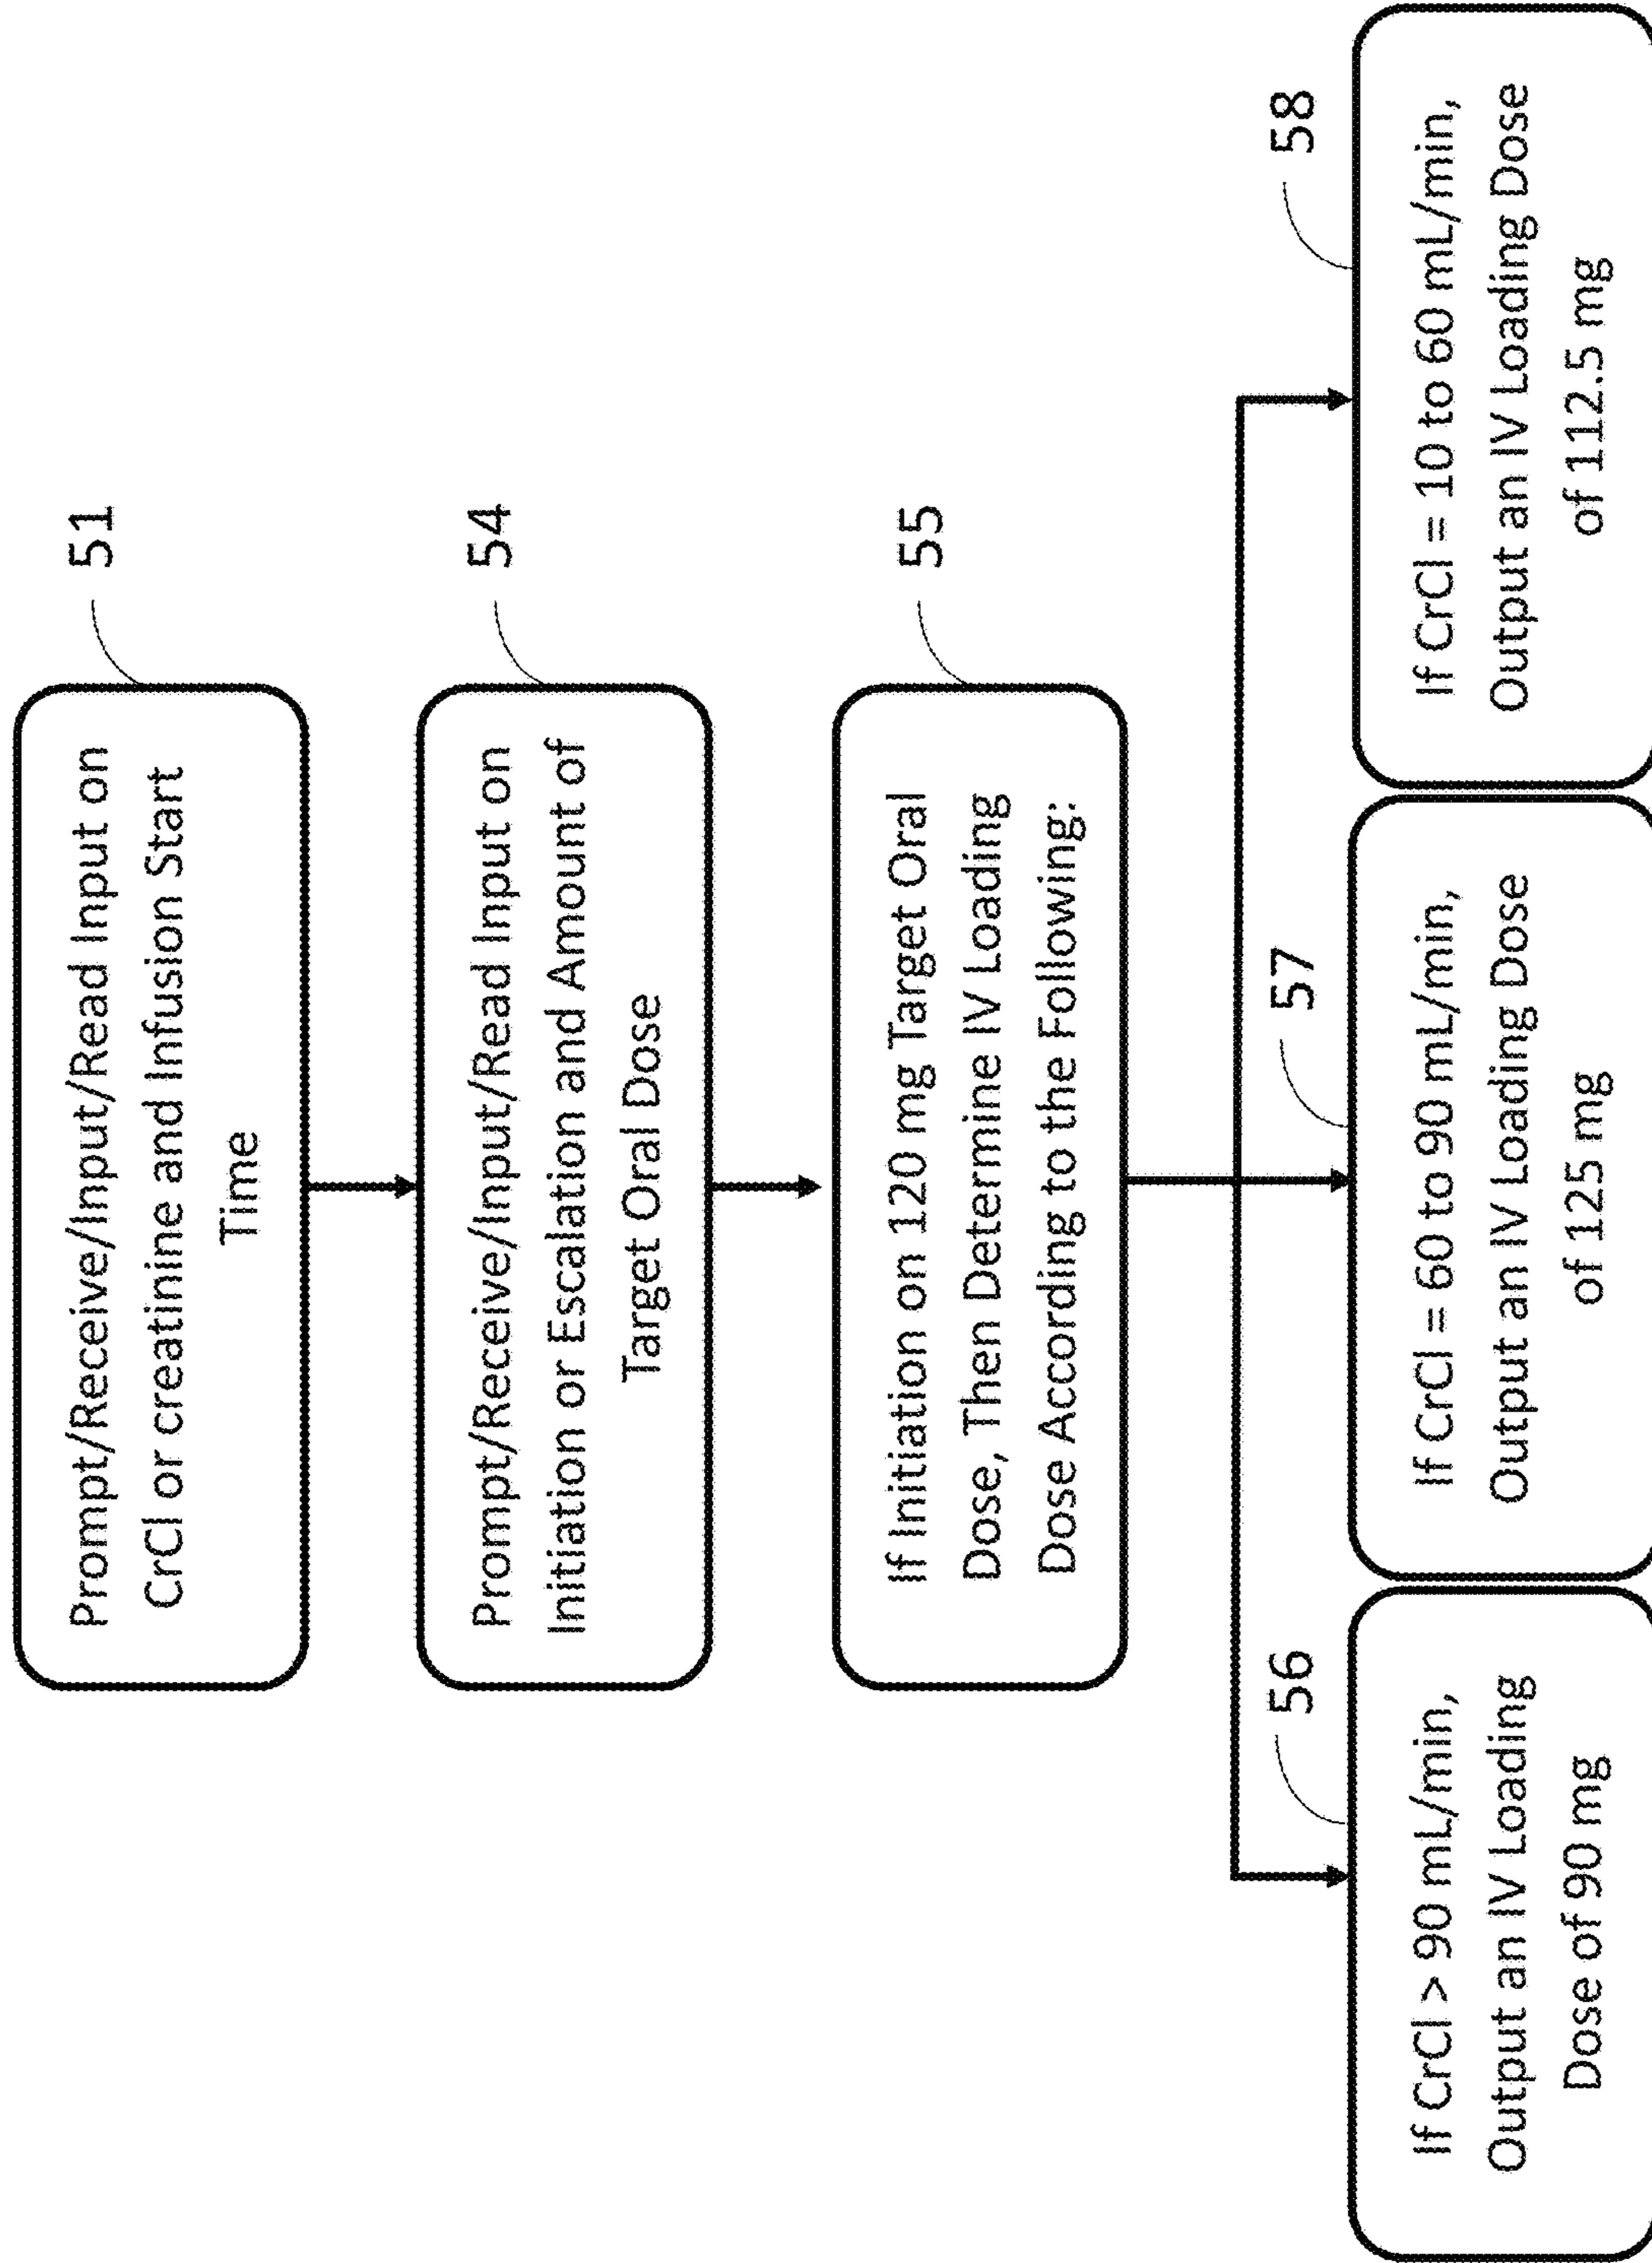 Prompt/Receive/Input/Read Input on
CrCl or creatinine and Infusion Start
Time
51
Prompt/Receive/Input/Read Input on
Initiation or Escalation and Amount of
Target Oral Dose
54
If Initiation on 120 mg Target Oral
Dose, Then Determine IV Loading
Dose According to the Following:
55
56
If CrCl > 90 mL/min,
Output an IV Loading
Dose of 90 mg
57
If CrCl = 60 to 90 mL/min,
Output an IV Loading Dose
of 125 mg
58
If CrCl = 10 to 60 mL/min,
Output an IV Loading Dose
of 112.5 mg